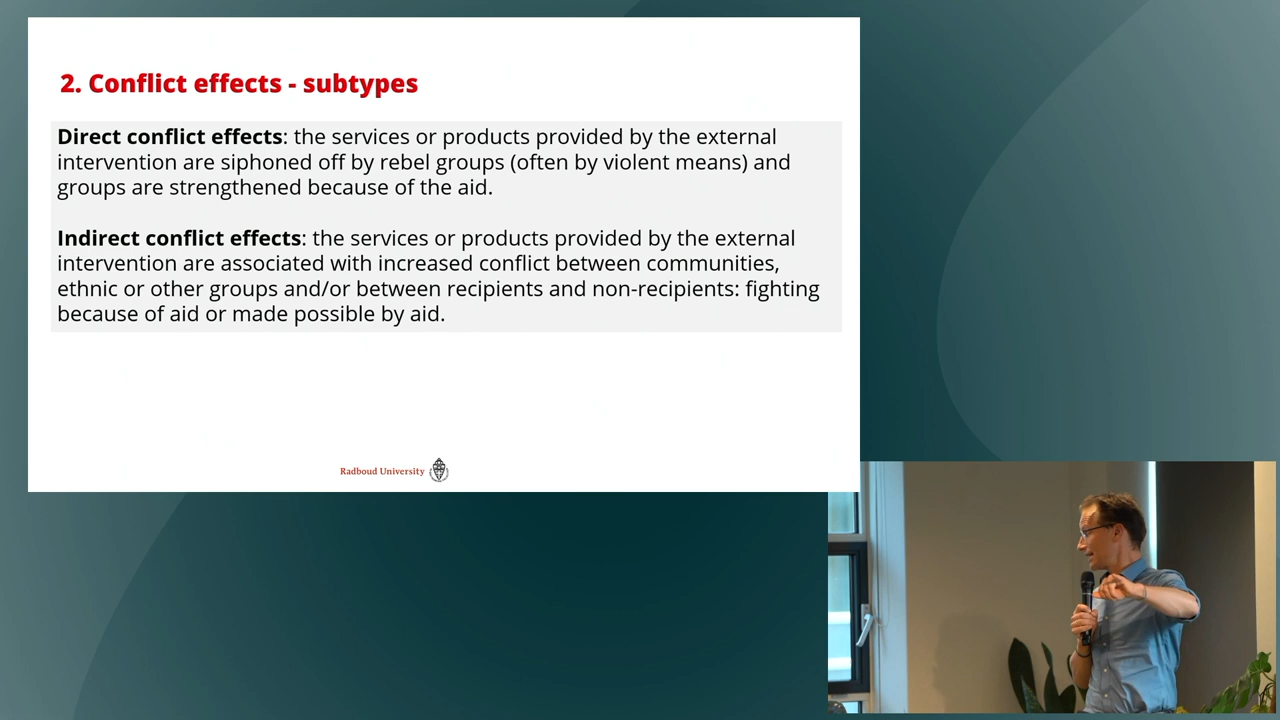 2. Conflict effects - subtypes
Direct conflict effects: the services or products provided by the external
intervention are siphoned off by rebel groups (often by violent means) and
groups are strengthened because of the aid.
Indirect conflict effects: the services or products provided by the external
intervention are associated with increased conflict between communities,
ethnic or other groups and/or between recipients and non-recipients: fighting
because of aid or made possible by aid.
Radboud University